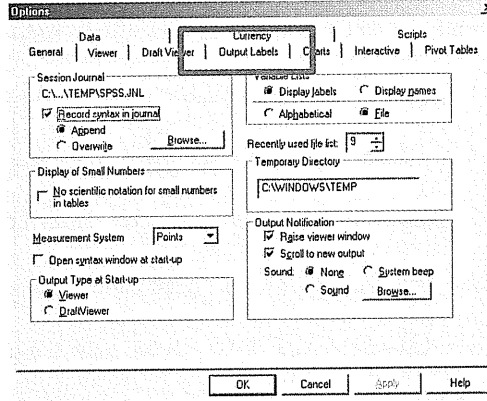 Options
Data Currency Scripts
General Viewer Draft Viewer Output Labels Charts Interactive Pivot Tables
Session Journal
C:\...\TEMP\SPSS.JNL
Record syntax in journal
Append
Overwrite
Browse...
Display of Small Numbers
No scientific notation for small numbers
in tables
Measurement System Points
Open syntax window at start-up
Output Type at Start-up
Viewer
DraftViewer
Variable Lists
Display labels Display names
Alphabetical File
Recently used file list: 9
Temporary Directory
C:\WINDOWS\TEMP
Output Notification
Raise viewer window
Scroll to new output
Sound: None System beep
Sound Browse...
OK Cancel Apply Help